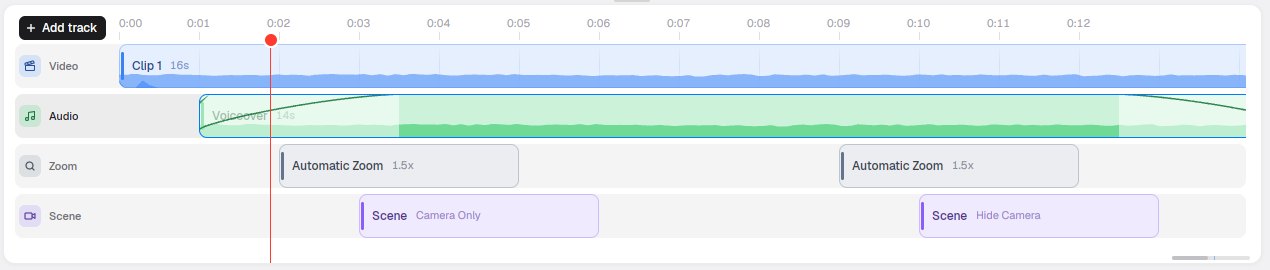 + Add track
0:00 0:01 0:02 0:03 0:04 0:05 0:06 0:07 0:08 0:09 0:10 0:11 0:12
Video
Clip 1 16s
Audio
Voiceover 14s
Zoom
Automatic Zoom 1.5x
Automatic Zoom 1.5x
Scene
Scene Camera Only
Scene Hide Camera